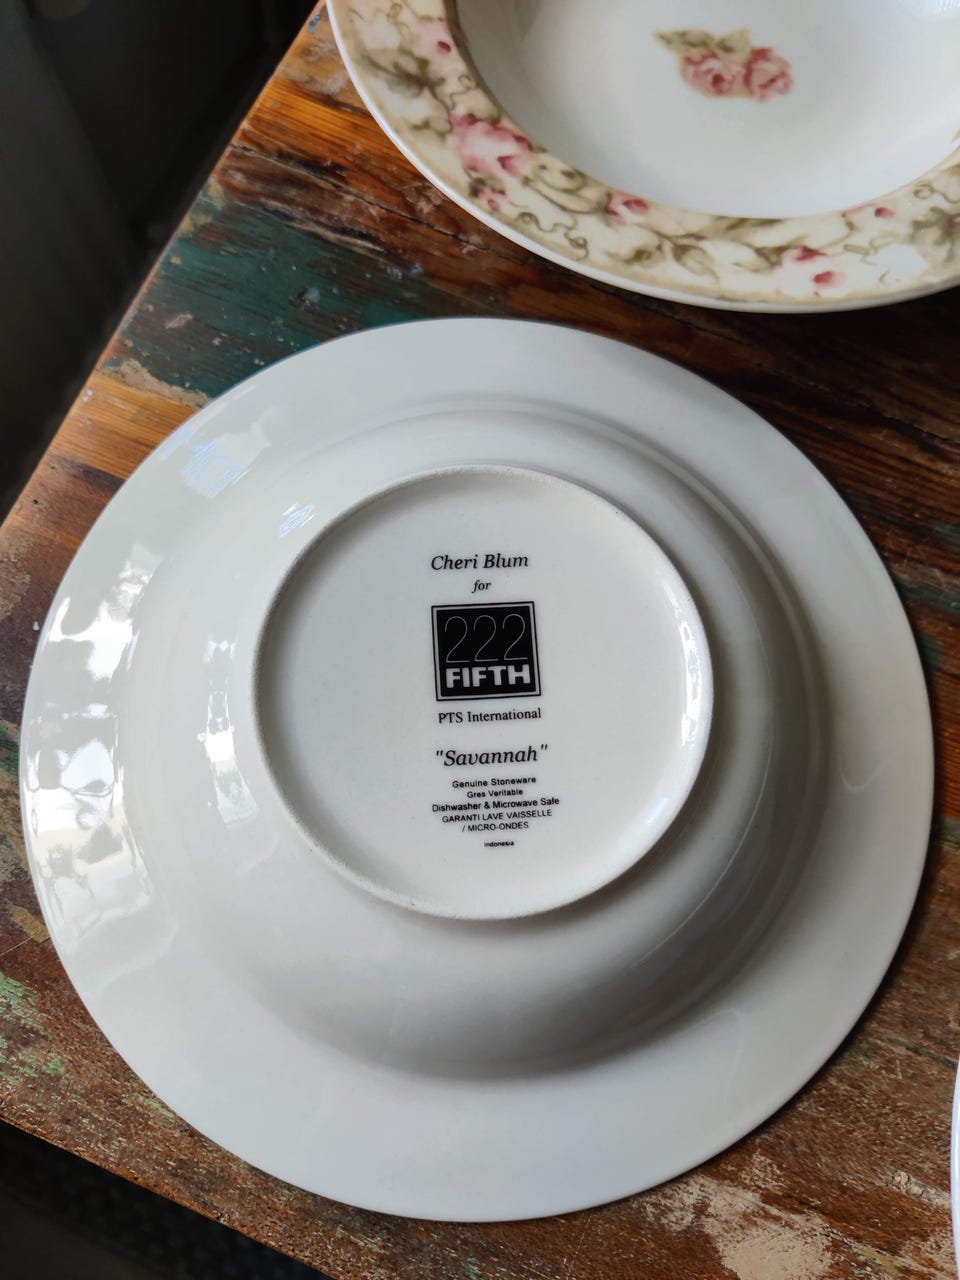 Cheri Blum
for
222
FIFTH
PTS International
"Savannah"
Genuine Stoneware
Gres Veritable
Dishwasher & Microwave Safe
GARANTI LAVE VAISSELLE
/ MICRO-ONDES
Indonesia